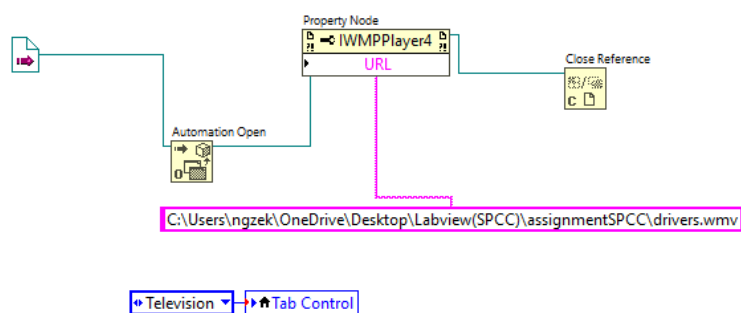 Property Node
IWMPPlayer4
URL
Close Reference
C
Automation Open
O
C:\Users\ngzek\OneDrive\Desktop\Labview(SPCC)\assignmentSPCC\drivers.wmv
Television
Tab Control